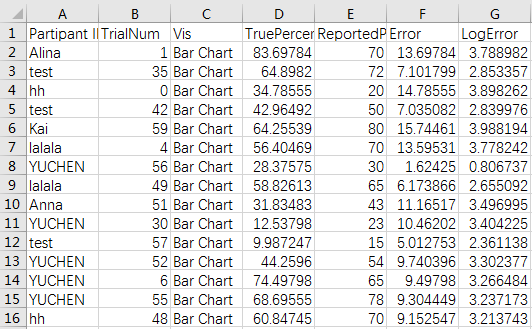 A B C D E F G
1 Partipant II TrialNum Vis TruePercer ReportedP Error LogError
2 Alina 1 Bar Chart 83.69784 70 13.69784 3.788982
3 test 35 Bar Chart 64.8982 72 7.101799 2.853357
4 hh 0 Bar Chart 34.78555 20 14.78555 3.898262
5 test 42 Bar Chart 42.96492 50 7.035082 2.839976
6 Kai 59 Bar Chart 64.25539 80 15.74461 3.988194
7 lalala 4 Bar Chart 56.40469 70 13.59531 3.778242
8 YUCHEN 56 Bar Chart 28.37575 30 1.62425 0.806737
9 lalala 49 Bar Chart 58.82613 65 6.173866 2.655092
10 Anna 51 Bar Chart 31.83483 43 11.16517 3.496995
11 YUCHEN 30 Bar Chart 12.53798 23 10.46202 3.404225
12 test 57 Bar Chart 9.987247 15 5.012753 2.361138
13 YUCHEN 52 Bar Chart 44.2596 54 9.740396 3.302377
14 YUCHEN 6 Bar Chart 74.49798 65 9.49798 3.266484
15 YUCHEN 55 Bar Chart 68.69555 78 9.304449 3.237173
16 hh 48 Bar Chart 60.84745 70 9.152547 3.213743